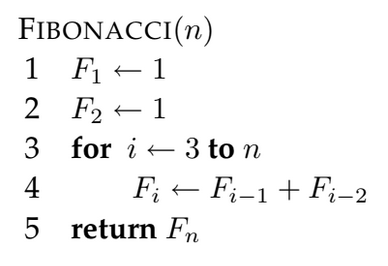 FIBONACCI(n)
1 F₁ ← 1
2 F₂ ← 1
3 for i ← 3 to n
4 Fᵢ ← Fᵢ₋₁ + Fᵢ₋₂
5 return Fₙ